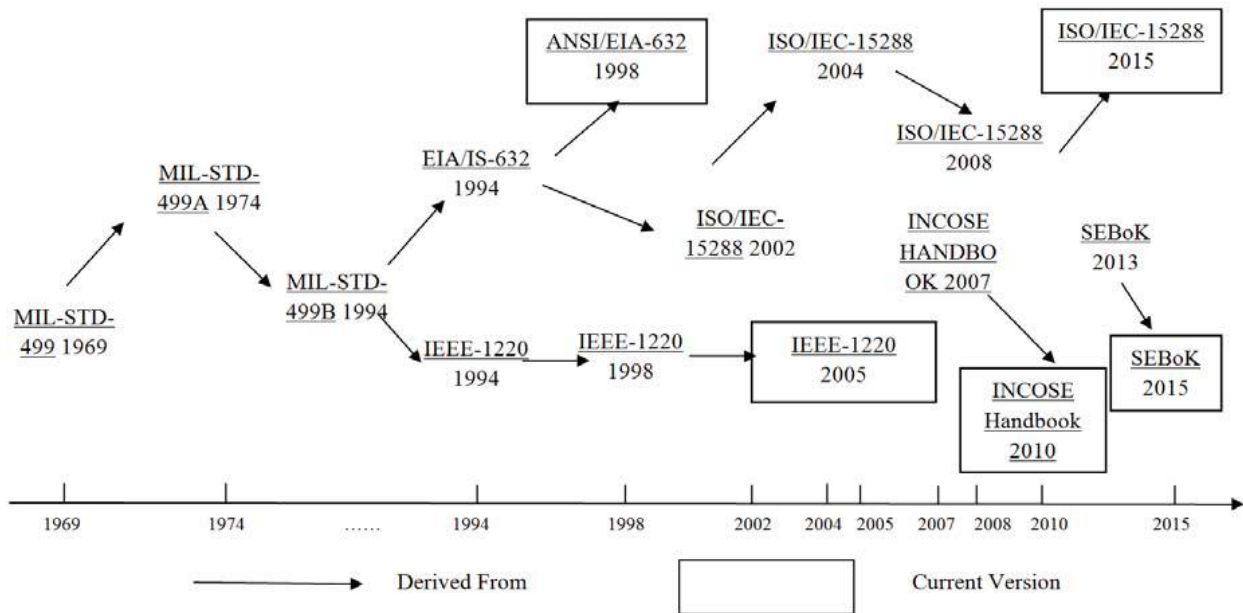 ANSI/EIA-632
1998
ISO/IEC-15288
2004
ISO/IEC-15288
2015
ISO/IEC-15288
2008
EIA/IS-632
1994
MIL-STD-
499A 1974
ISO/IEC-
15288 2002
INCOSE
HANDBO
OK 2007
SEBoK
2013
MIL-STD-
499B 1994
MIL-STD-
499 1969
IEEE-1220
1994
IEEE-1220
1998
IEEE-1220
2005
SEBoK
2015
INCOSE
Handbook
2010
1969 1974 ...... 1994 1998 2002 2004 2005 2007 2008 2010 2015
Derived From Current Version